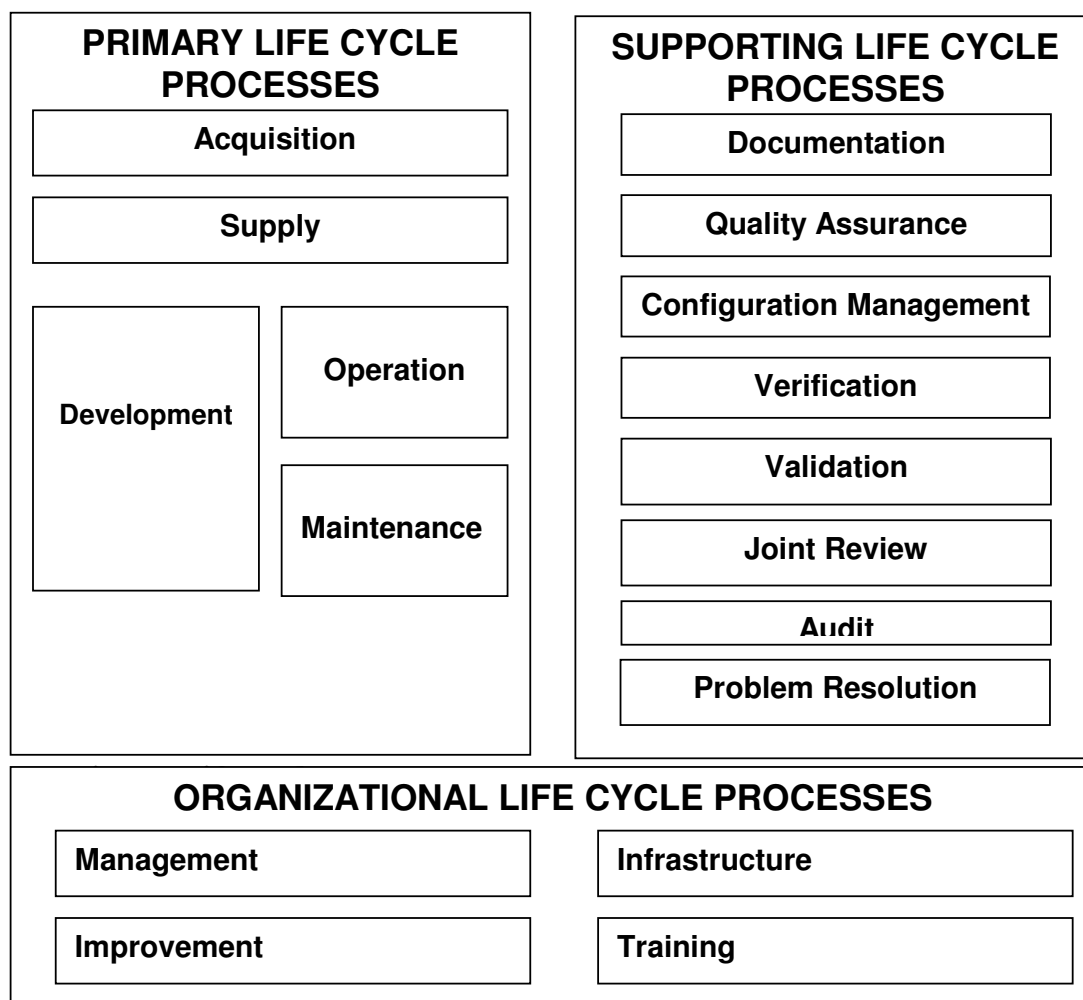 PRIMARY LIFE CYCLE
PROCESSES
Acquisition
Supply
Development
Operation
Maintenance
SUPPORTING LIFE CYCLE
PROCESSES
Documentation
Quality Assurance
Configuration Management
Verification
Validation
Joint Review
Audit
Problem Resolution
ORGANIZATIONAL LIFE CYCLE PROCESSES
Management
Infrastructure
Improvement
Training